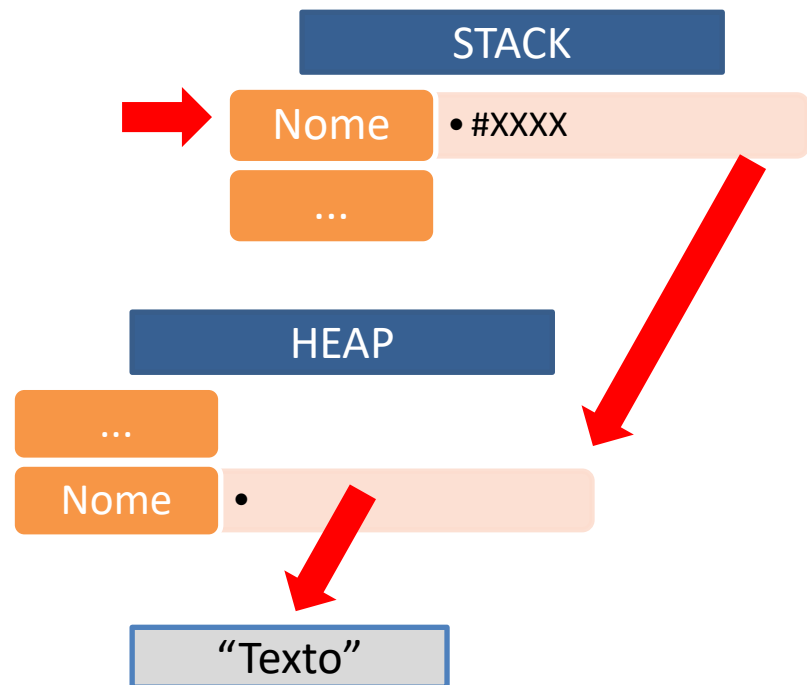 STACK
Nome • #XXXX
...
HEAP
...
Nome •
“Texto”